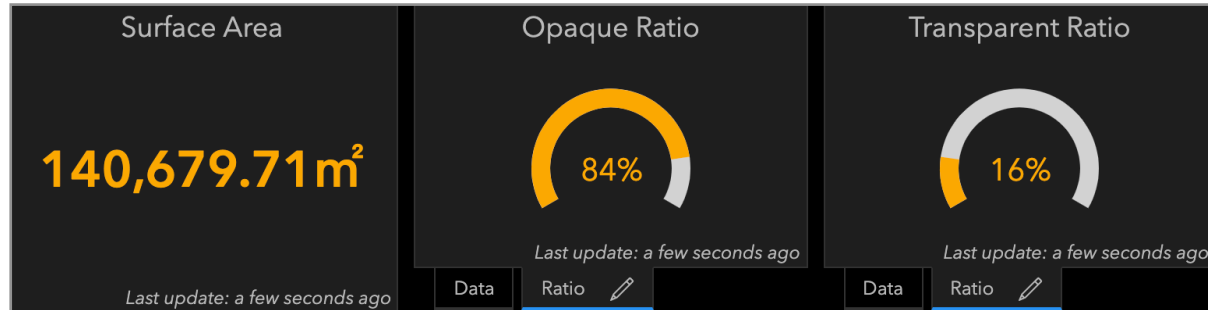 Surface Area
140,679.71㎡
Last update: a few seconds ago
Opaque Ratio
84%
Last update: a few seconds ago
Data
Ratio
Transparent Ratio
16%
Last update: a few seconds ago
Data
Ratio